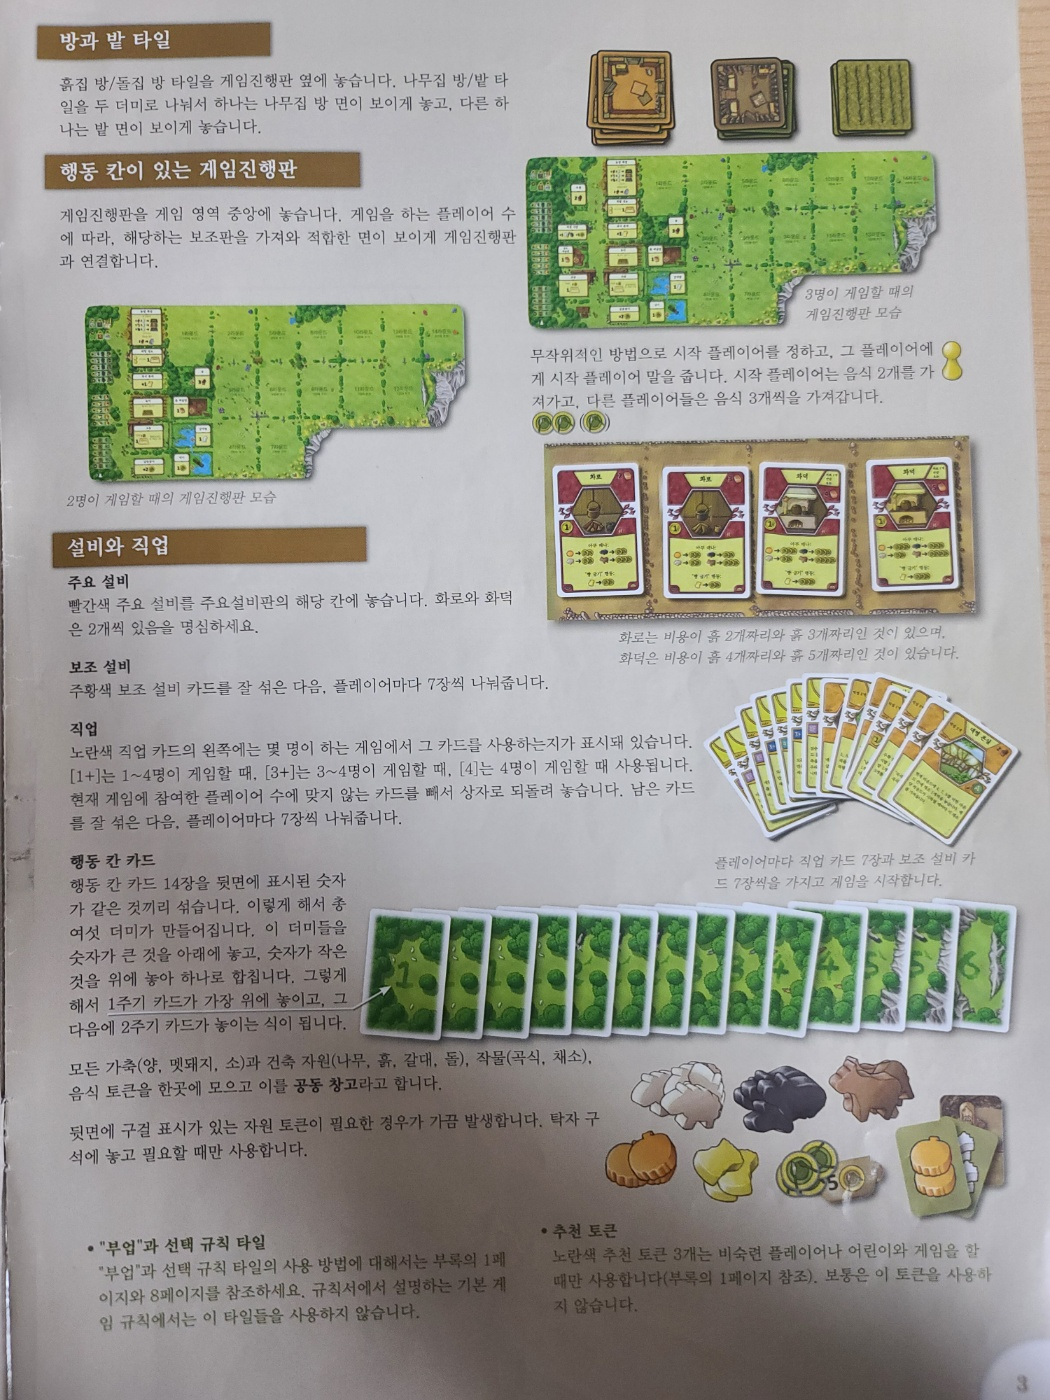 방과 밭 타일
흙집 방/돌집 방 타일을 게임진행판 옆에 놓습니다. 나무집 방/밭 타
일을 두 더미로 나눠서 하나는 나무집 방 면이 보이게 놓고, 다른 하
나는 밭 면이 보이게 놓습니다.
행동 칸이 있는 게임진행판
게임진행판을 게임 영역 중앙에 놓습니다. 게임을 하는 플레이어 수
에 따라, 해당하는 보조판을 가져와 적합한 면이 보이게 게임진행판
과 연결합니다.
3명이 게임할 때의
게임진행판 모습
2명이 게임할 때의 게임진행판 모습
무작위적인 방법으로 시작 플레이어를 정하고, 그 플레이어에
게 시작 플레이어 말을 줍니다. 시작 플레이어는 음식 2개를 가
져가고, 다른 플레이어들은 음식 3개씩을 가져갑니다.
화로
화로
화덕
화덕
화로는 비용이 흙 2개짜리와 흙 3개짜리인 것이 있으며,
화덕은 비용이 흙 4개짜리와 흙 5개짜리인 것이 있습니다.
설비와 직업
주요 설비
빨간색 주요 설비를 주요설비판의 해당 칸에 놓습니다. 화로와 화덕
은 2개씩 있음을 명심하세요.
보조 설비
주황색 보조 설비 카드를 잘 섞은 다음, 플레이어마다 7장씩 나눠줍니다.
직업
노란색 직업 카드의 왼쪽에는 몇 명이 하는 게임에서 그 카드를 사용하는지가 표시돼 있습니다.
[1+]는 1~4명이 게임할 때, [3+]는 3~4명이 게임할 때, [4]는 4명이 게임할 때 사용됩니다.
현재 게임에 참여한 플레이어 수에 맞지 않는 카드를 빼서 상자로 되돌려 놓습니다. 남은 카드
를 잘 섞은 다음, 플레이어마다 7장씩 나눠줍니다.
플레이어마다 직업 카드 7장과 보조 설비 카
드 7장씩을 가지고 게임을 시작합니다.
행동 칸 카드
행동 칸 카드 14장을 뒷면에 표시된 숫자
가 같은 것끼리 섞습니다. 이렇게 해서 총
여섯 더미가 만들어집니다. 이 더미들을
숫자가 큰 것을 아래에 놓고, 숫자가 작은
것을 위에 놓아 하나로 합칩니다. 그렇게
해서 1주기 카드가 가장 위에 놓이고, 그
다음에 2주기 카드가 놓이는 식이 됩니다.
모든 가축(양, 멧돼지, 소)과 건축 자원(나무, 흙, 갈대, 돌), 작물(곡식, 채소),
음식 토큰을 한곳에 모으고 이를 공동 창고라고 합니다.
뒷면에 구걸 표시가 있는 자원 토큰이 필요한 경우가 가끔 발생합니다. 탁자 구
석에 놓고 필요할 때만 사용합니다.
• "부업"과 선택 규칙 타일
"부업"과 선택 규칙 타일의 사용 방법에 대해서는 부록의 1페
이지와 8페이지를 참조하세요. 규칙서에서 설명하는 기본 게
임 규칙에서는 이 타일들을 사용하지 않습니다.
• 추천 토큰
노란색 추천 토큰 3개는 비숙련 플레이어나 어린이와 게임을 할
때만 사용합니다(부록의 1페이지 참조). 보통은 이 토큰을 사용하
지 않습니다.
3